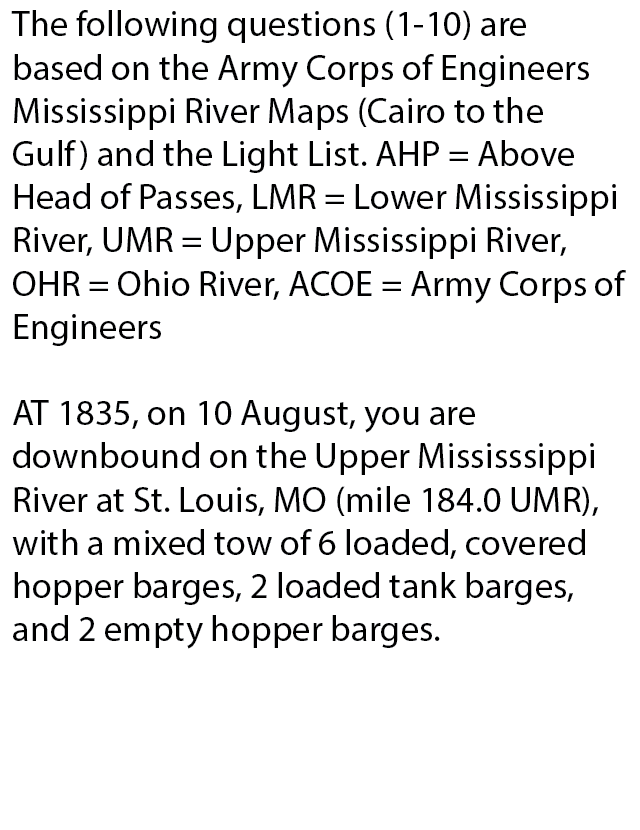 The following questions (1-10) are
based on the Army Corps of Engineers
Mississippi River Maps (Cairo to the
Gulf) and the Light List. AHP = Above
Head of Passes, LMR = Lower Mississippi
River, UMR = Upper Mississippi River,
OHR = Ohio River, ACOE = Army Corps of
Engineers
AT 1835, on 10 August, you are
downbound on the Upper Mississsippi
River at St. Louis, MO (mile 184.0 UMR),
with a mixed tow of 6 loaded, covered
hopper barges, 2 loaded tank barges,
and 2 empty hopper barges.